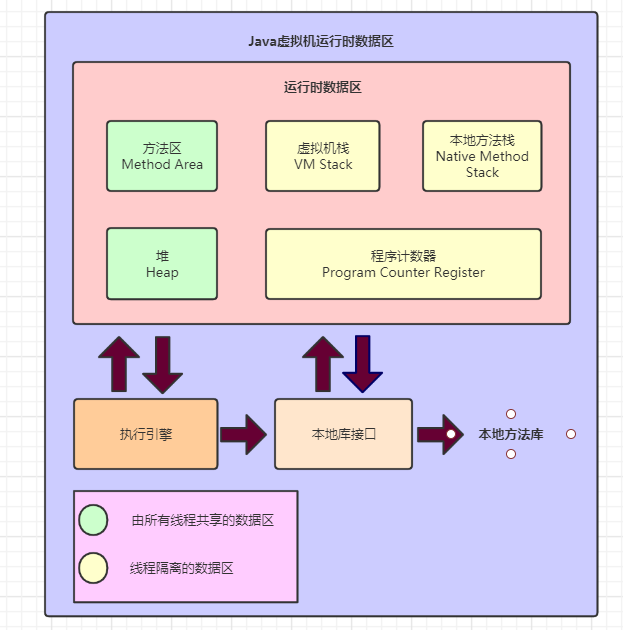 Java虚拟机运行时数据区
运行时数据区
方法区
Method Area
虚拟机栈
VM Stack
本地方法栈
Native Method
Stack
堆
Heap
程序计数器
Program Counter Register
执行引擎
本地库接口
本地方法库
由所有线程共享的数据区
线程隔离的数据区